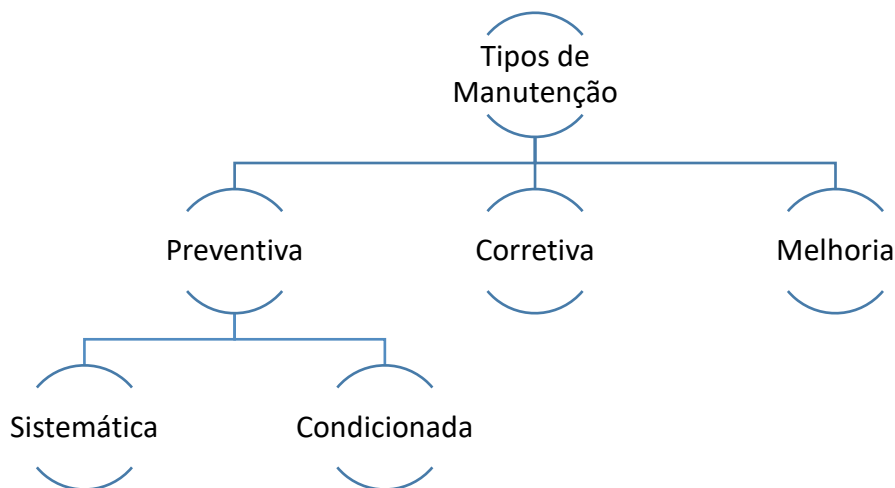 Tipos de
Manutenção
Preventiva
Corretiva
Melhoria
Sistemática
Condicionada